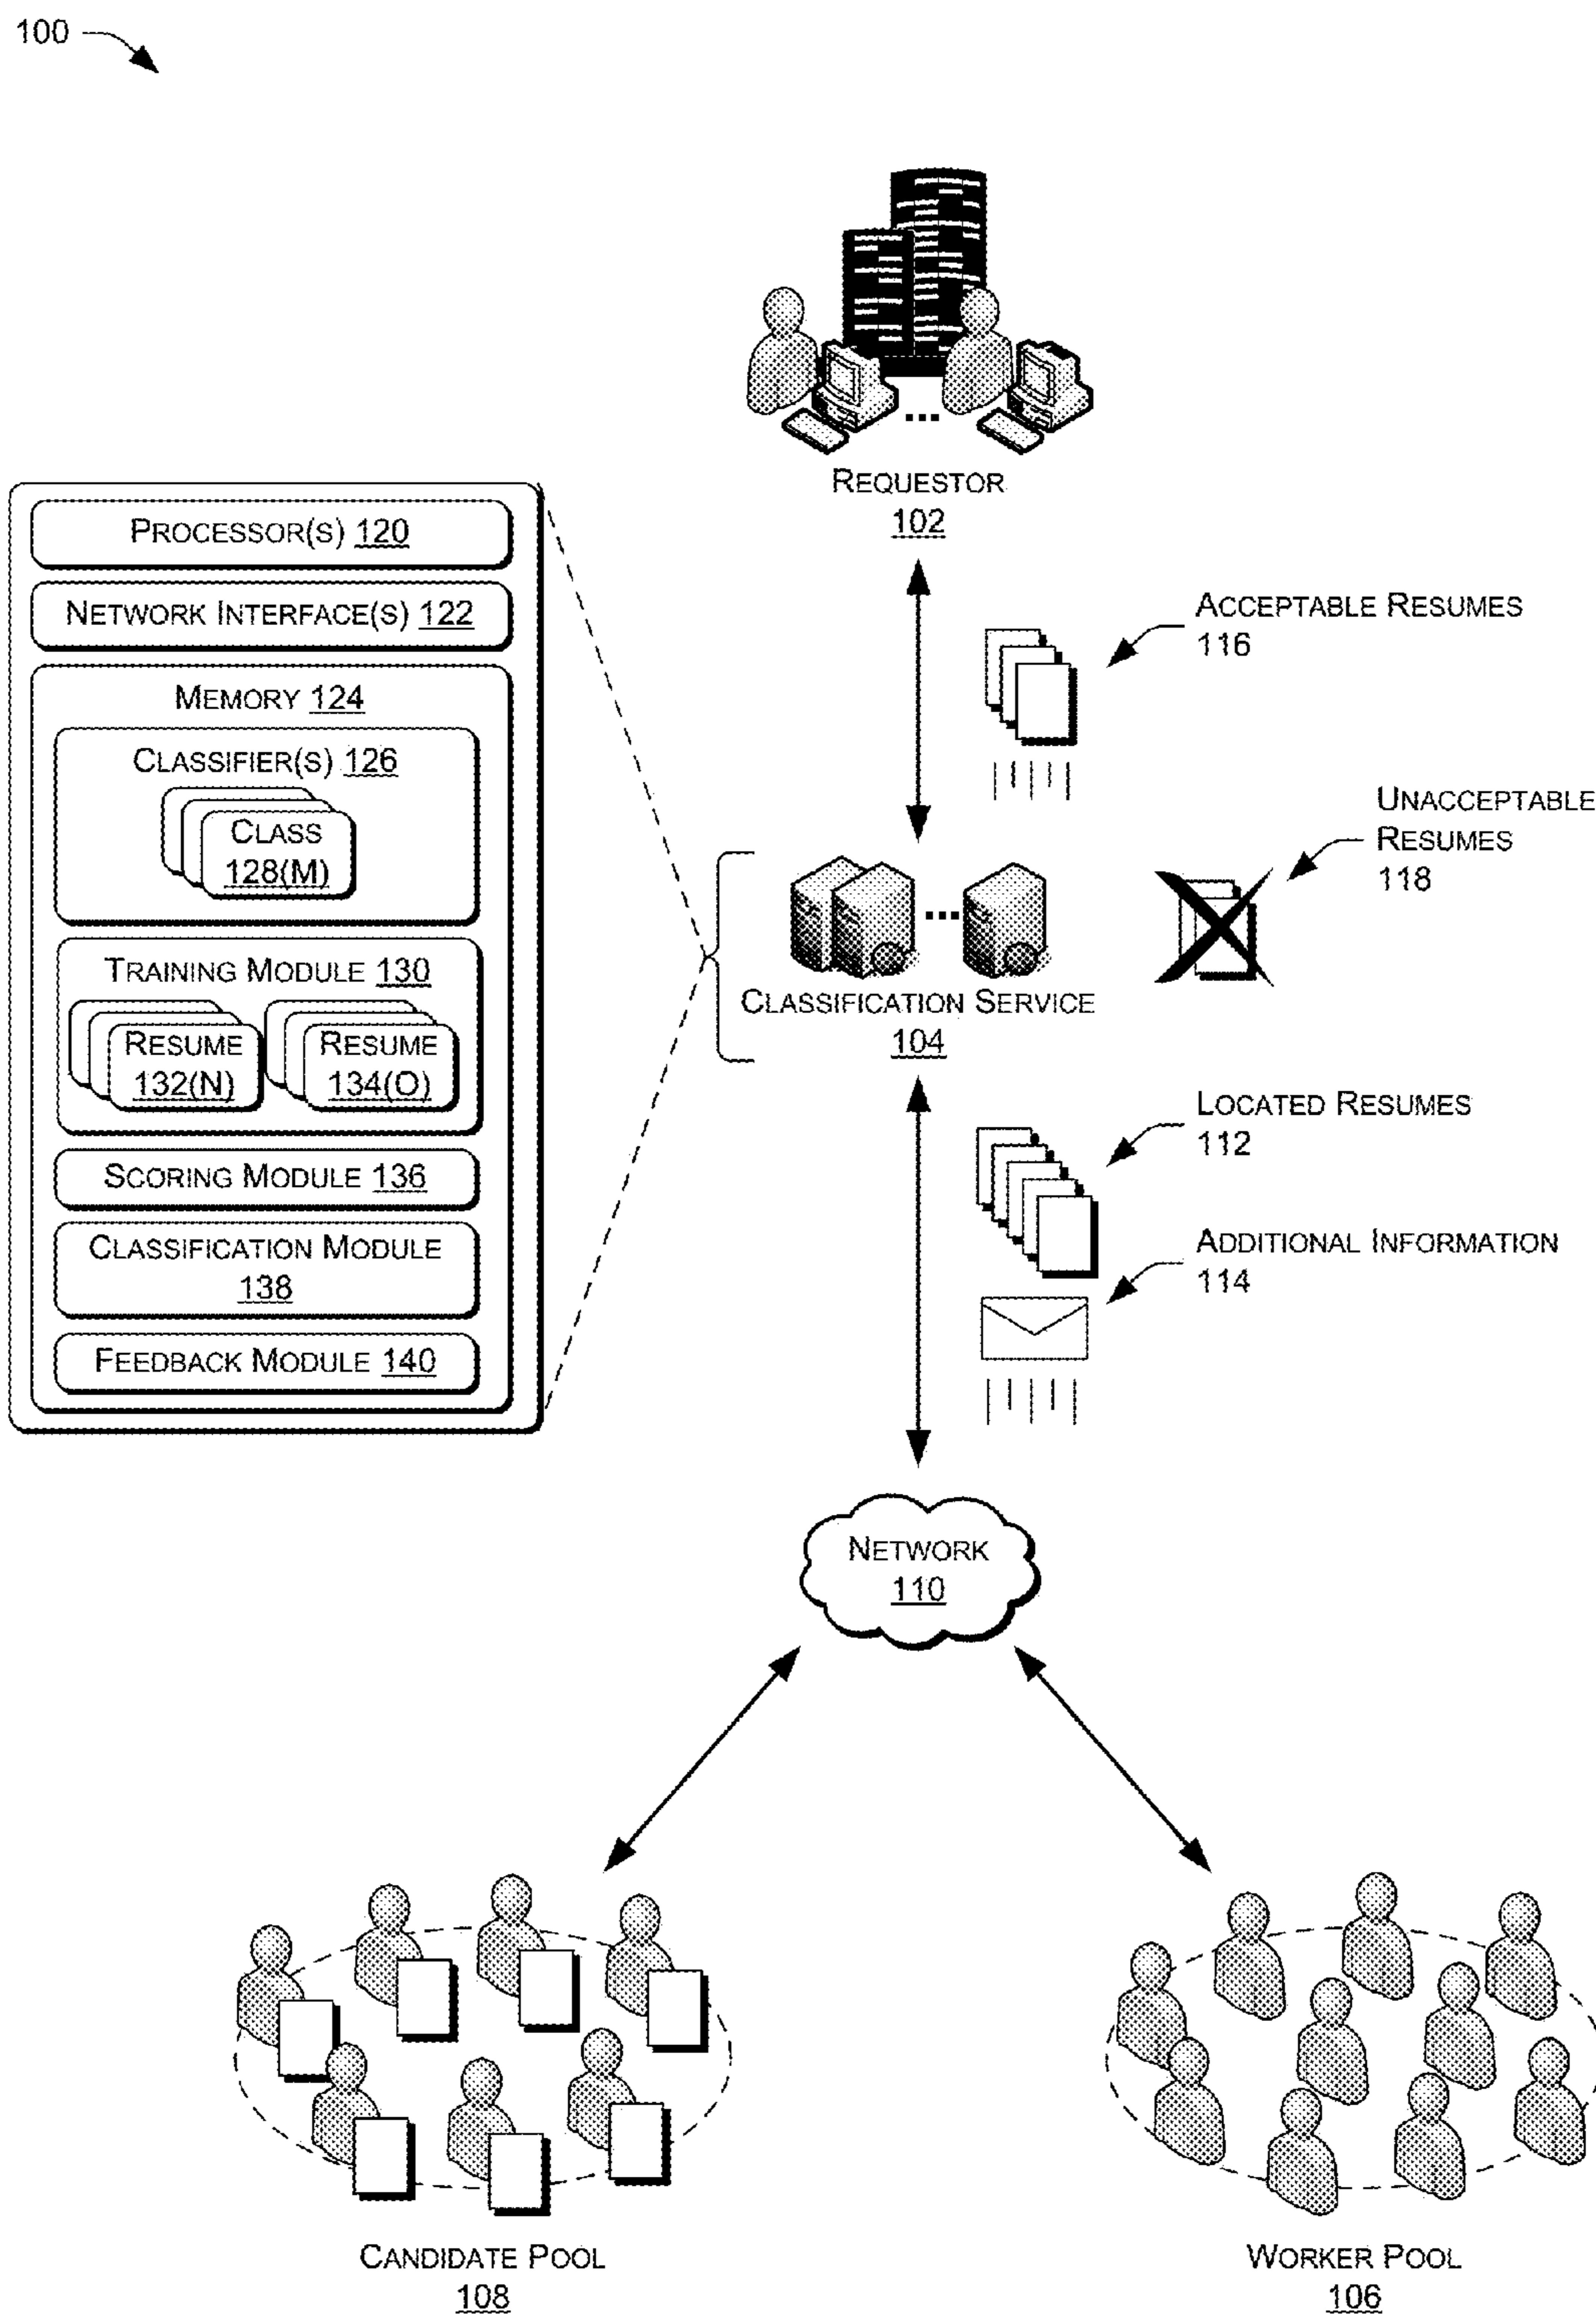 100
REQUESTOR
102
PROCESSOR(S) 120
NETWORK INTERFACE(S) 122
MEMORY 124
CLASSIFIER(S) 126
CLASS
128(M)
TRAINING MODULE 130
RESUME
132(N)
RESUME
134(O)
SCORING MODULE 136
CLASSIFICATION MODULE
138
FEEDBACK MODULE 140
ACCEPTABLE RESUMES
116
UNACCEPTABLE
RESUMES
118
CLASSIFICATION SERVICE
104
LOCATED RESUMES
112
ADDITIONAL INFORMATION
114
NETWORK
110
CANDIDATE POOL
108
WORKER POOL
106